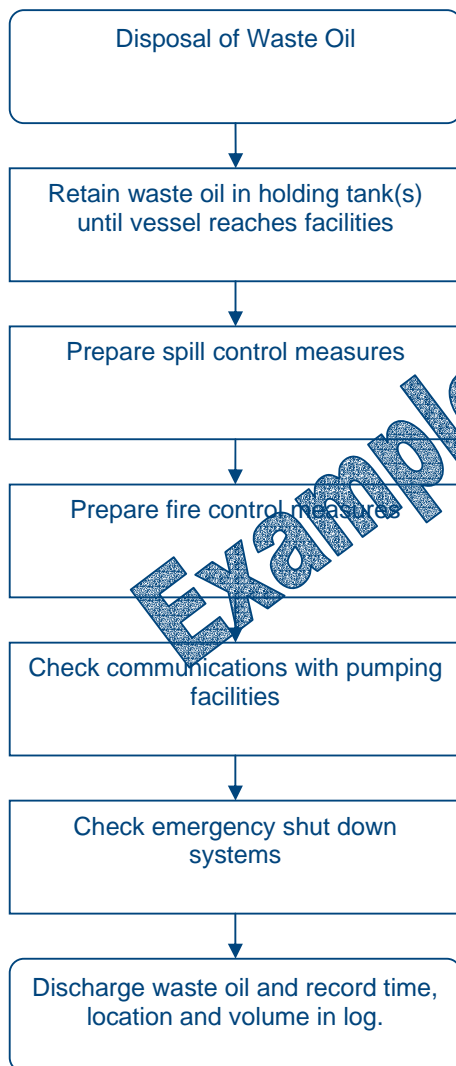 Disposal of Waste Oil
Retain waste oil in holding tank(s)
until vessel reaches facilities
Prepare spill control measures
Prepare fire control measures
Example
Check communications with pumping
facilities
Check emergency shut down
systems
Discharge waste oil and record time,
location and volume in log.